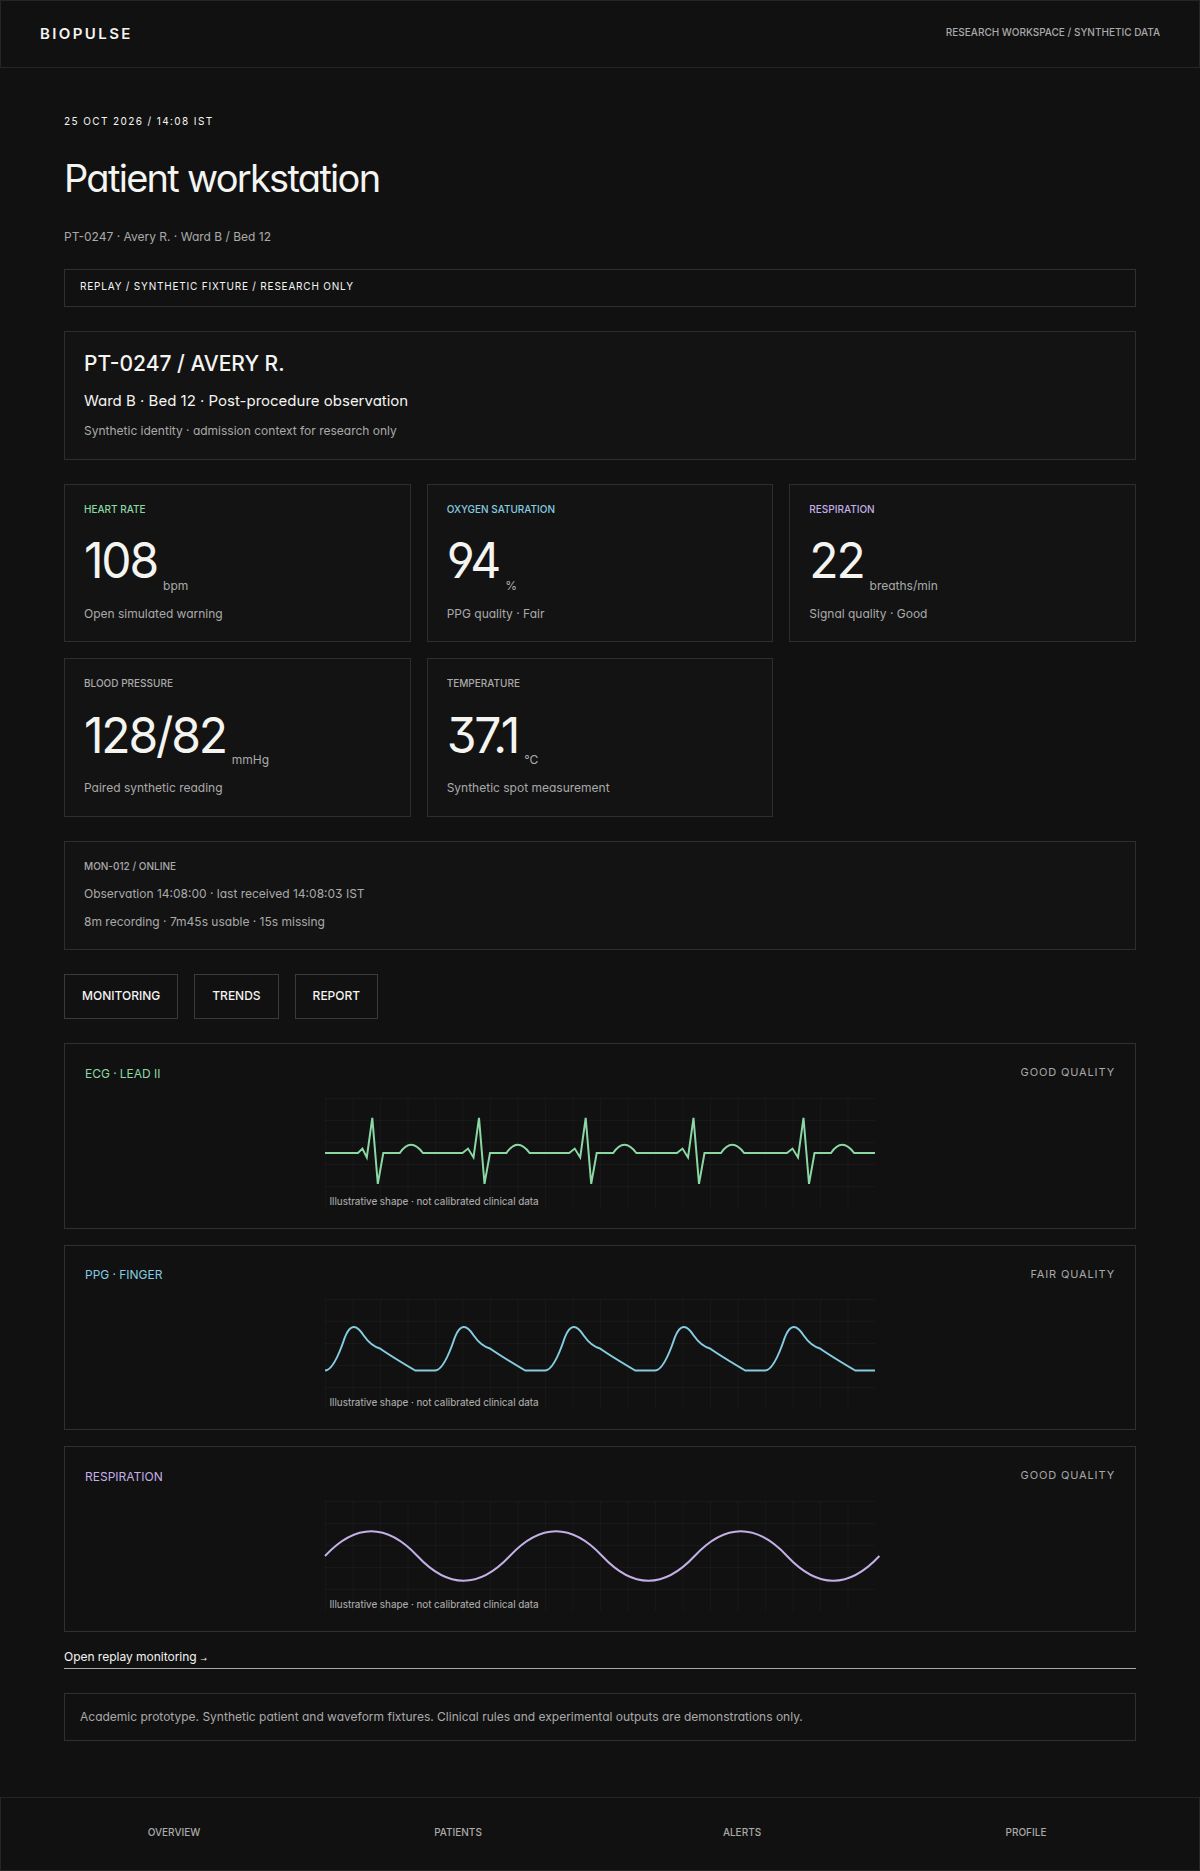 BIOPULSE
RESEARCH WORKSPACE / SYNTHETIC DATA
25 OCT 2026 / 14:08 IST
Patient workstation
PT-0247 · Avery R. · Ward B / Bed 12
REPLAY / SYNTHETIC FIXTURE / RESEARCH ONLY
PT-0247 / AVERY R.
Ward B · Bed 12 · Post-procedure observation
Synthetic identity · admission context for research only
HEART RATE
108 bpm
Open simulated warning
OXYGEN SATURATION
94 %
PPG quality · Fair
RESPIRATION
22 breaths/min
Signal quality · Good
BLOOD PRESSURE
128/82 mmHg
Paired synthetic reading
TEMPERATURE
37.1 °C
Synthetic spot measurement
MON-012 / ONLINE
Observation 14:08:00 · last received 14:08:03 IST
8m recording · 7m45s usable · 15s missing
MONITORING
TRENDS
REPORT
ECG · LEAD II
GOOD QUALITY
Illustrative shape · not calibrated clinical data
PPG · FINGER
FAIR QUALITY
Illustrative shape · not calibrated clinical data
RESPIRATION
GOOD QUALITY
Illustrative shape · not calibrated clinical data
Open replay monitoring →
Academic prototype. Synthetic patient and waveform fixtures. Clinical rules and experimental outputs are demonstrations only.
OVERVIEW
PATIENTS
ALERTS
PROFILE